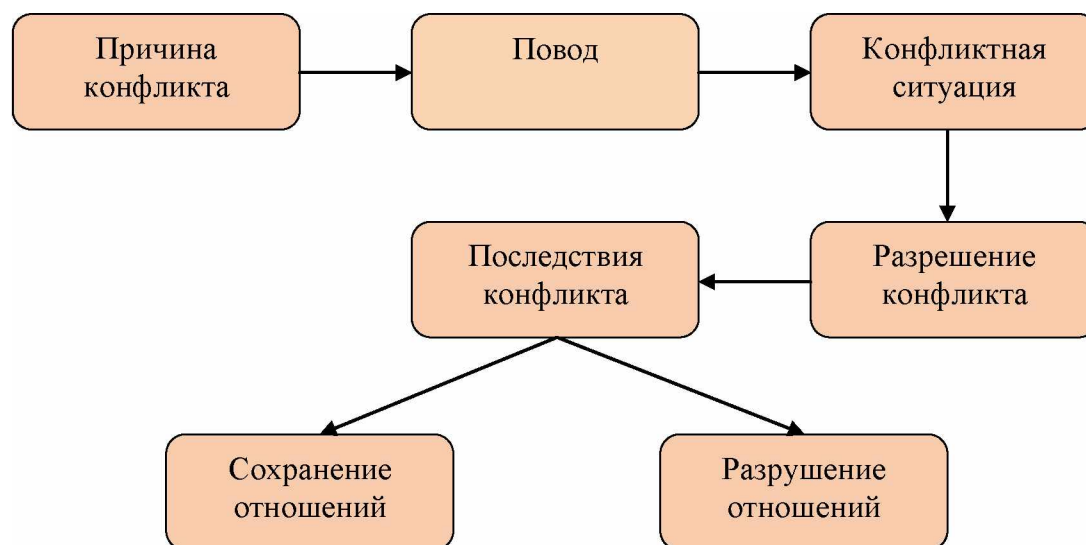 Причина
конфликта
Повод
Конфликтная
ситуация
Разрешение
конфликта
Последствия
конфликта
Сохранение
отношений
Разрушение
отношений